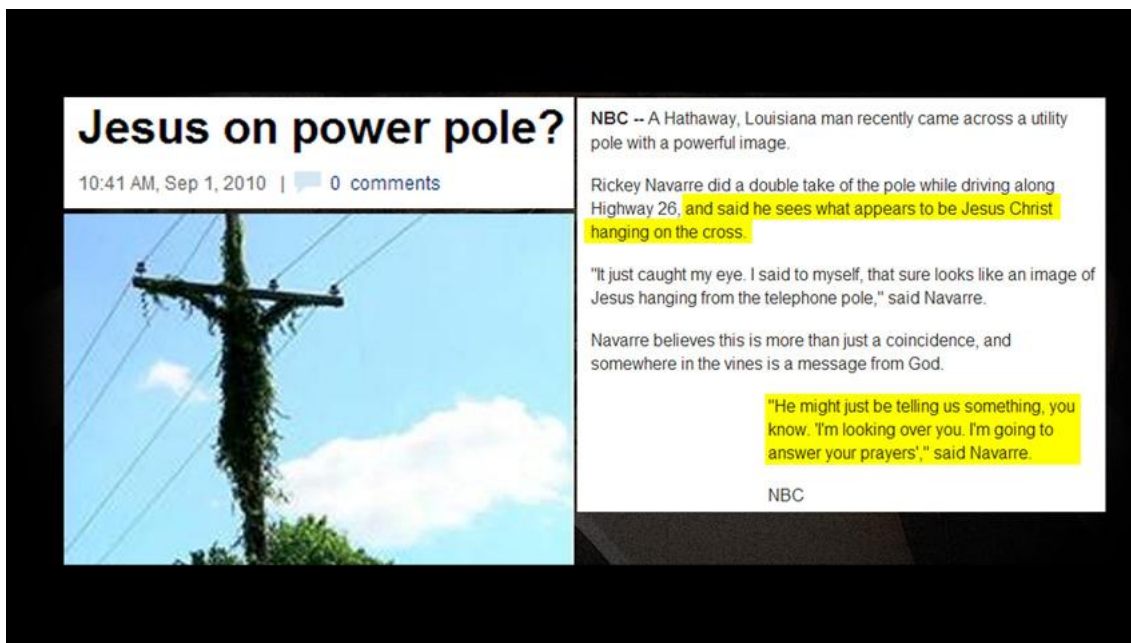 Jesus on power pole?
10:41 AM, Sep 1, 2010 | 0 comments
NBC -- A Hathaway, Louisiana man recently came across a utility
pole with a powerful image.
Rickey Navarre did a double take of the pole while driving along
Highway 26, and said he sees what appears to be Jesus Christ
hanging on the cross.
"It just caught my eye. I said to myself, that sure looks like an image of
Jesus hanging from the telephone pole," said Navarre.
Navarre believes this is more than just a coincidence, and
somewhere in the vines is a message from God.
"He might just be telling us something, you
know. 'I'm looking over you. I'm going to
answer your prayers'," said Navarre.
NBC